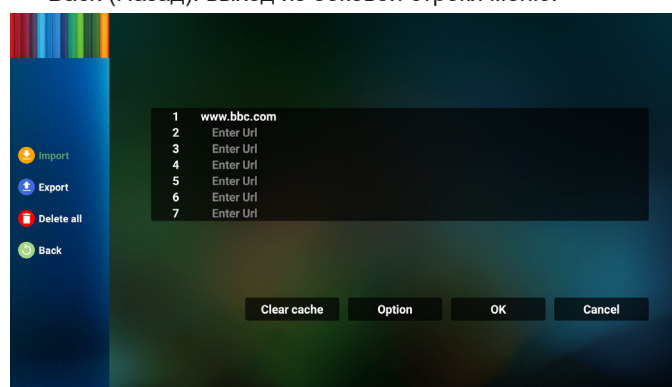 Back (Назад): выход из боковой строки меню.
1 www.bbc.com
2 Enter Url
3 Enter Url
4 Enter Url
5 Enter Url
6 Enter Url
7 Enter Url
Import
Export
Delete all
Back
Clear cache Option OK Cancel